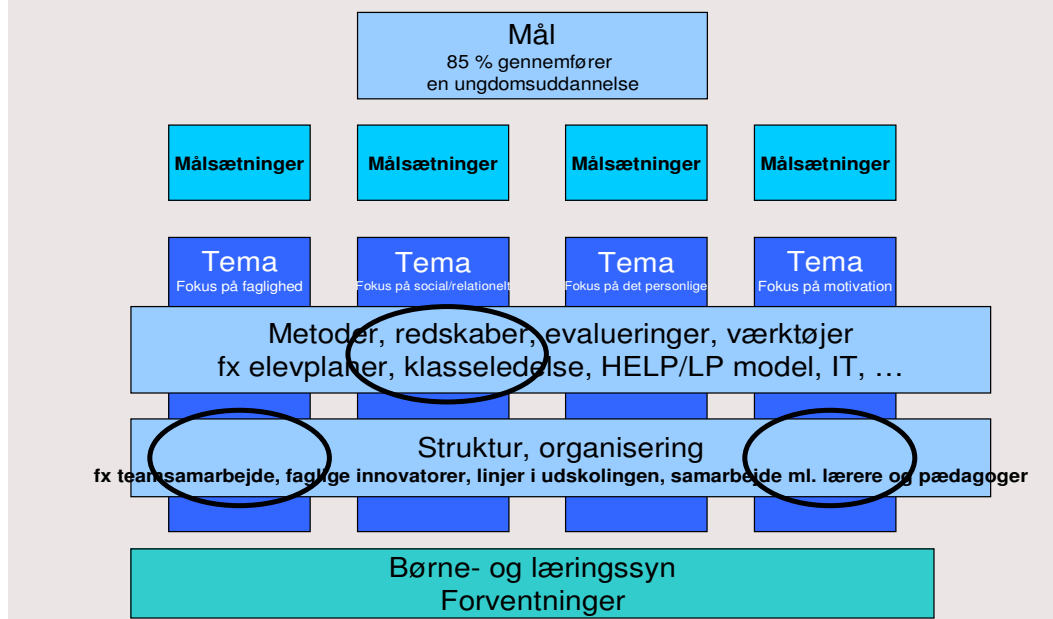 Mål
85 % gennemfører
en ungdomsuddannelse
Målsætninger
Målsætninger
Målsætninger
Målsætninger
Tema
Fokus på faglighed
Tema
Fokus på social/relationelt
Tema
Fokus på det personlige
Tema
Fokus på motivation
Metoder, redskaber, evalueringer, værktøjer
fx elevplaner, klasseledelse, HELP/LP model, IT, …
Struktur, organisering
fx teamsamarbejde, faglige innovatorer, linjer i udskolingen, samarbejde ml. lærere og pædagoger
Børne- og læringssyn
Forventninger